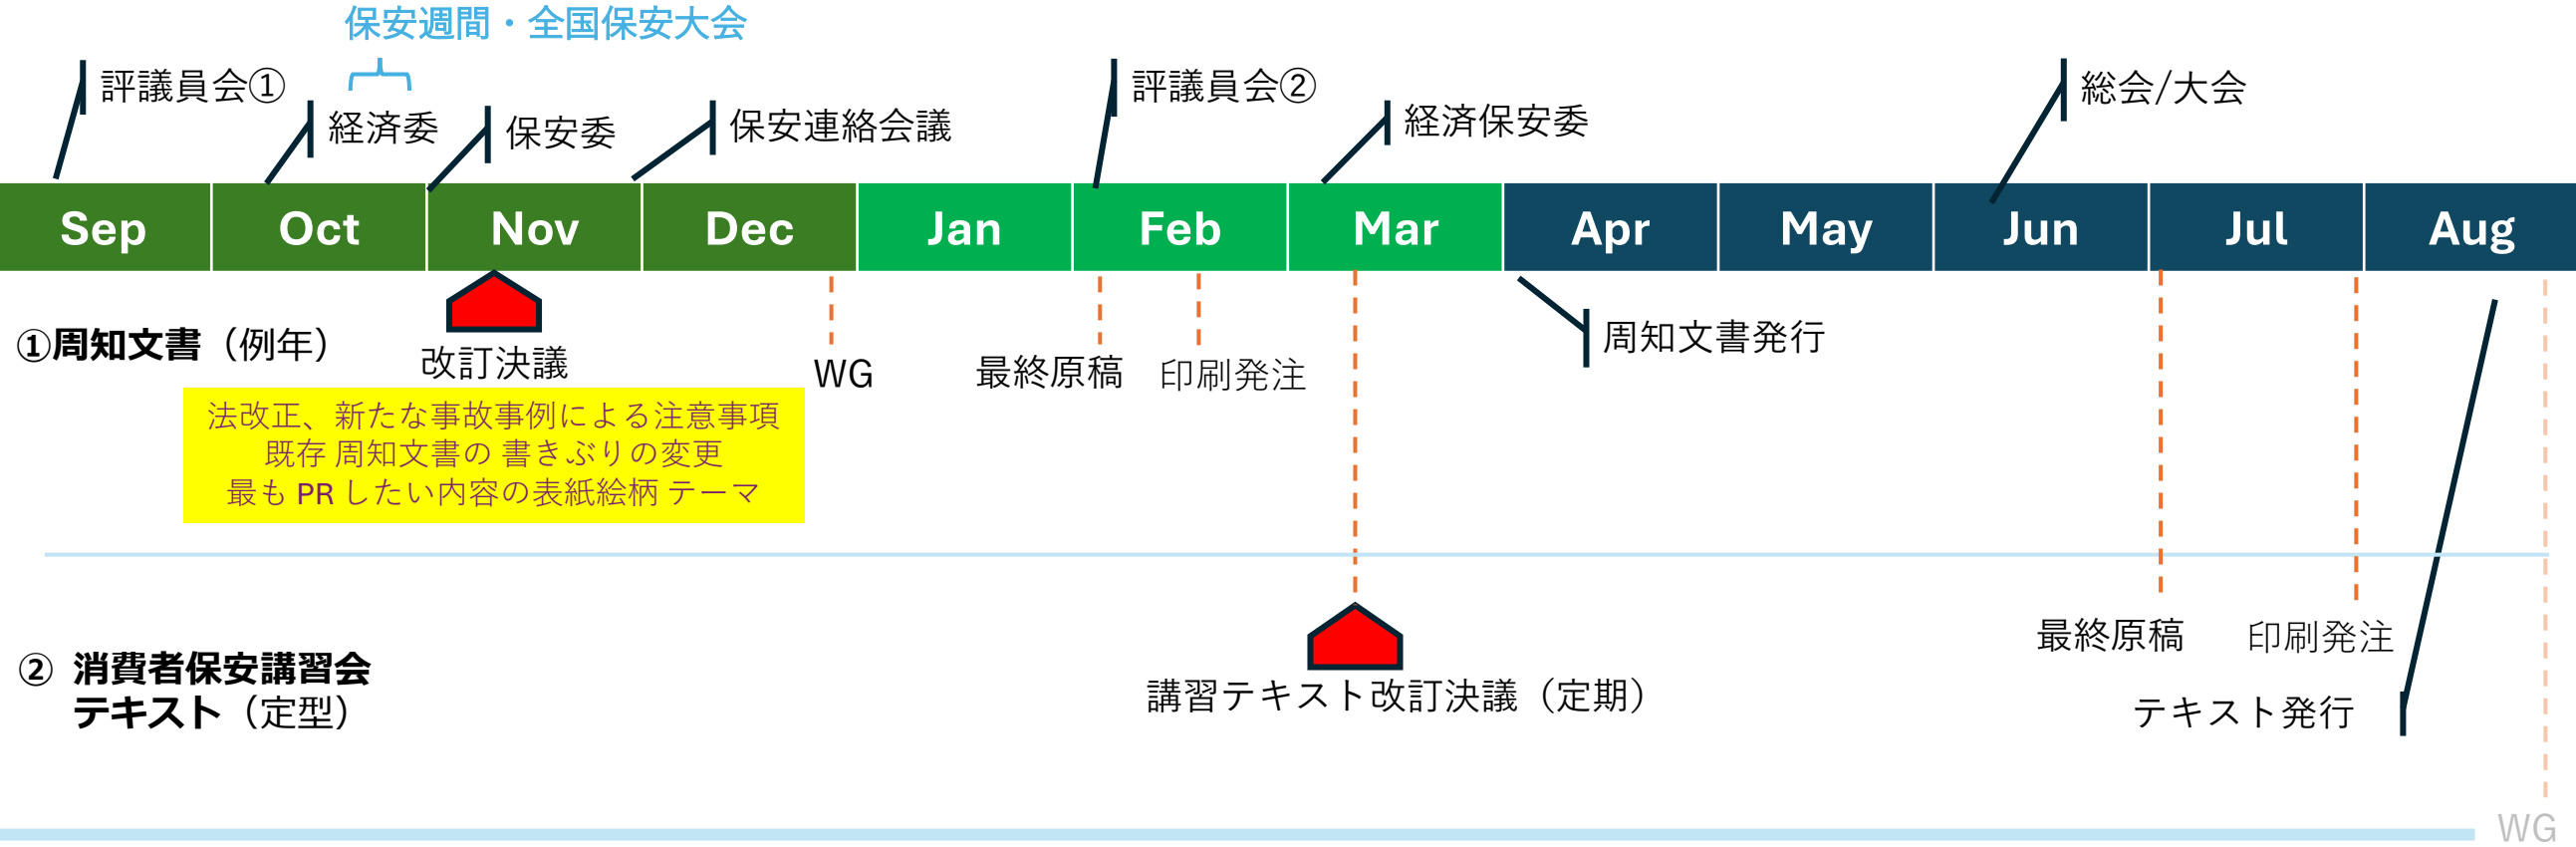 保安週間・全国保安大会
評議員会①
経済委
保安委
保安連絡会議
評議員会②
経済保安委
総会/大会
Sep
Oct
Nov
Dec
Jan
Feb
Mar
Apr
May
Jun
Jul
Aug
①周知文書（例年）
改訂決議
WG
最終原稿
印刷発注
周知文書発行
法改正、新たな事故事例による注意事項
既存 周知文書の 書きぶりの変更
最も PR したい内容の表紙絵柄 テーマ
② 消費者保安講習会
テキスト（定型）
講習テキスト改訂決議（定期）
最終原稿
印刷発注
テキスト発行
WG